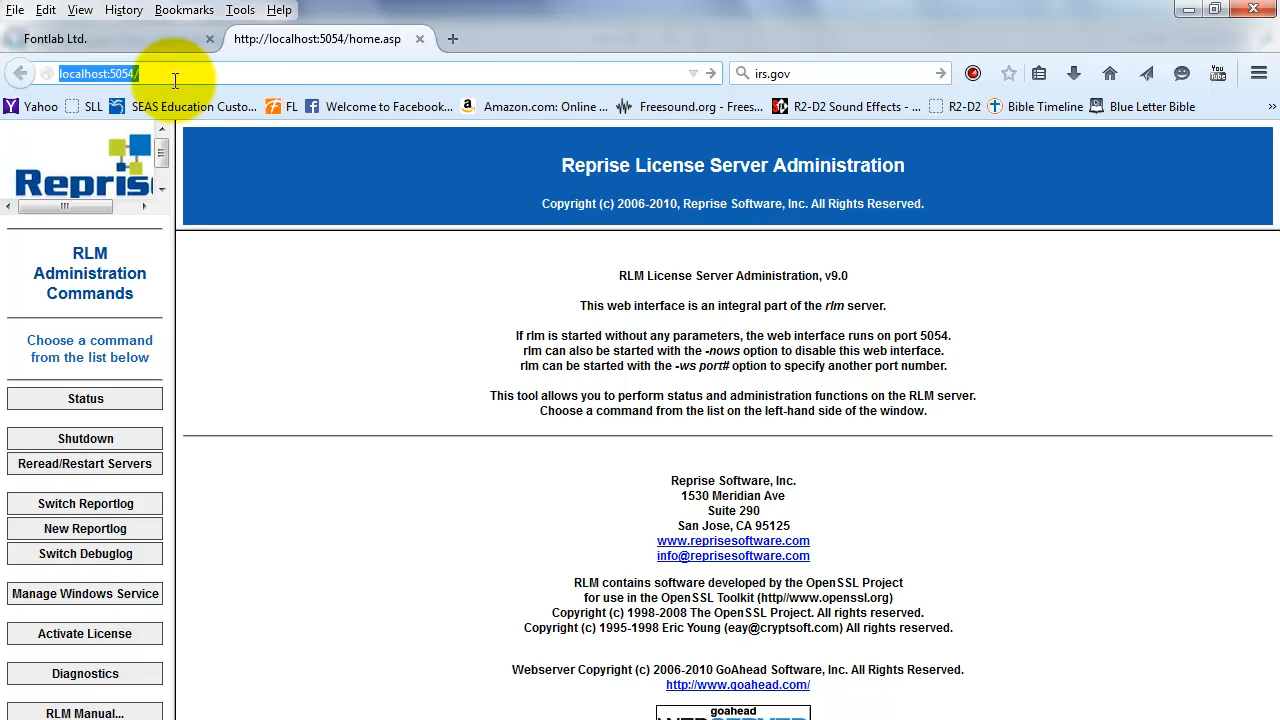 File Edit View History Bookmarks Tools Help
Fontlab Ltd. http://localhost:5054/home.asp
localhost:5054/ irs.gov You Tube
Yahoo SLL SEAS Education Custo... FL Welcome to Facebook... Amazon.com: Online ... Freesound.org - Frees... R2-D2 Sound Effects - ... R2-D2 Bible Timeline Blue Letter Bible »
Repris
RLM
Administration
Commands
Choose a command
from the list below
Status
Shutdown
Reread/Restart Servers
Switch Reportlog
New Reportlog
Switch Debuglog
Manage Windows Service
Activate License
Diagnostics
RLM Manual...
Reprise License Server Administration
Copyright (c) 2006-2010, Reprise Software, Inc. All Rights Reserved.
RLM License Server Administration, v9.0
This web interface is an integral part of the rlm server.
If rlm is started without any parameters, the web interface runs on port 5054.
rlm can also be started with the -nows option to disable this web interface.
rlm can be started with the -ws port# option to specify another port number.
This tool allows you to perform status and administration functions on the RLM server.
Choose a command from the list on the left-hand side of the window.
Reprise Software, Inc.
1530 Meridian Ave
Suite 290
San Jose, CA 95125
www.reprisesoftware.com
info@reprisesoftware.com
RLM contains software developed by the OpenSSL Project
for use in the OpenSSL Toolkit (http//www.openssl.org)
Copyright (c) 1998-2008 The OpenSSL Project. All rights reserved.
Copyright (c) 1995-1998 Eric Young (eay@cryptsoft.com) All rights reserved.
Webserver Copyright (c) 2006-2010 GoAhead Software, Inc. All Rights Reserved.
http://www.goahead.com/
goahead
WEBSERVER